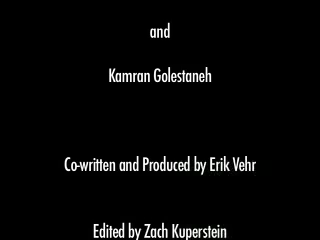 and
Kamran Golestaneh
Co-written and Produced by Erik Vehr
Edited by Zach Kuperstein